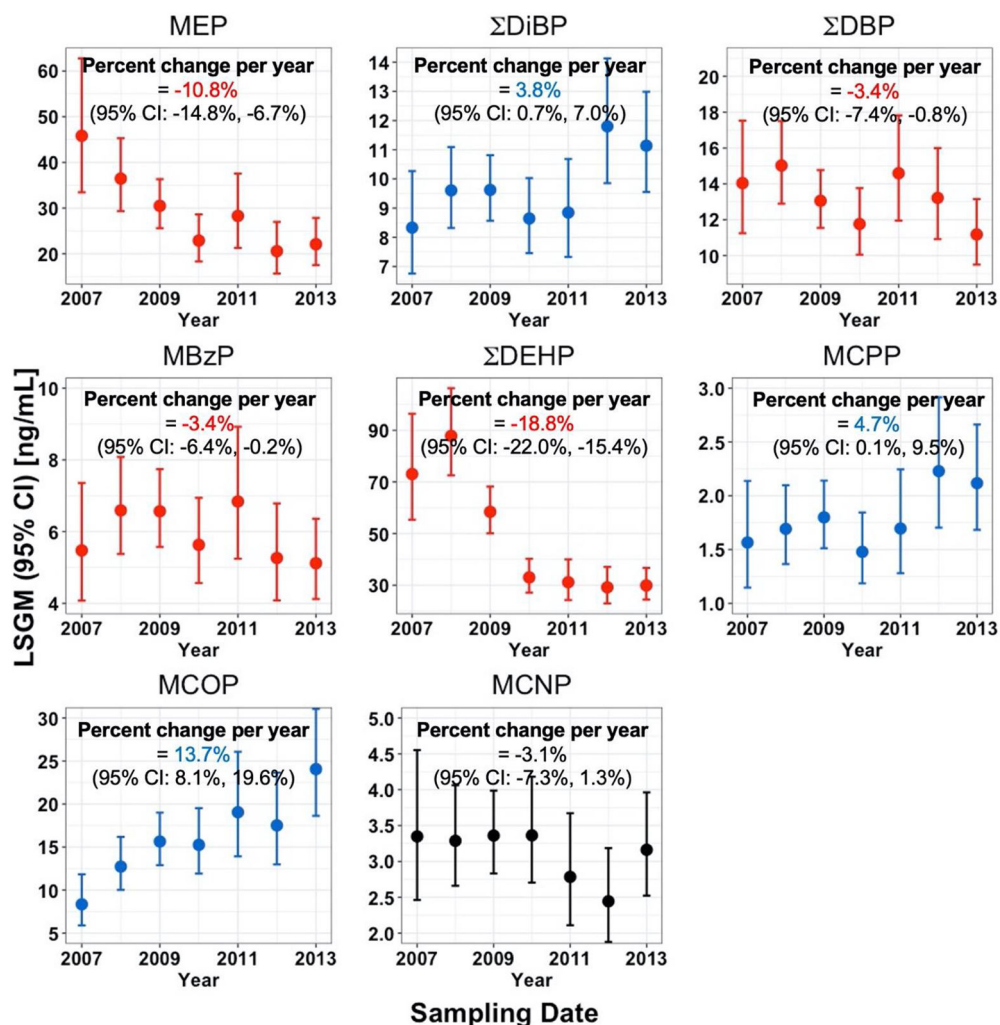 MEP
Percent change per year
= -10.8%
(95% CI: -14.8%, -6.7%)
60
50
40
30
20
2007 2009 2011 2013
Year
ΣDiBP
Percent change per year
= 3.8%
(95% CI: 0.7%, 7.0%)
14
13
12
11
10
9
8
7
2007 2009 2011 2013
Year
ΣDBP
Percent change per year
= -3.4%
(95% CI: -7.4%, -0.8%)
20
18
16
14
12
10
2007 2009 2011 2013
Year
LSGM (95% CI) [ng/mL]
MBzP
Percent change per year
= -3.4%
(95% CI: -6.4%, -0.2%)
10
8
6
4
2007 2009 2011 2013
Year
ΣDEHP
Percent change per year
= -18.8%
(95% CI: -22.0%, -15.4%)
90
70
50
30
2007 2009 2011 2013
Year
MCPP
Percent change per year
= 4.7%
(95% CI: 0.1%, 9.5%)
3.0
2.5
2.0
1.5
1.0
2007 2009 2011 2013
Year
MCOP
Percent change per year
= 13.7%
(95% CI: 8.1%, 19.6%)
30
25
20
15
10
5
2007 2009 2011 2013
Year
MCNP
Percent change per year
= -3.1%
(95% CI: -7.3%, 1.3%)
5.0
4.5
4.0
3.5
3.0
2.5
2.0
2007 2009 2011 2013
Year
Sampling Date